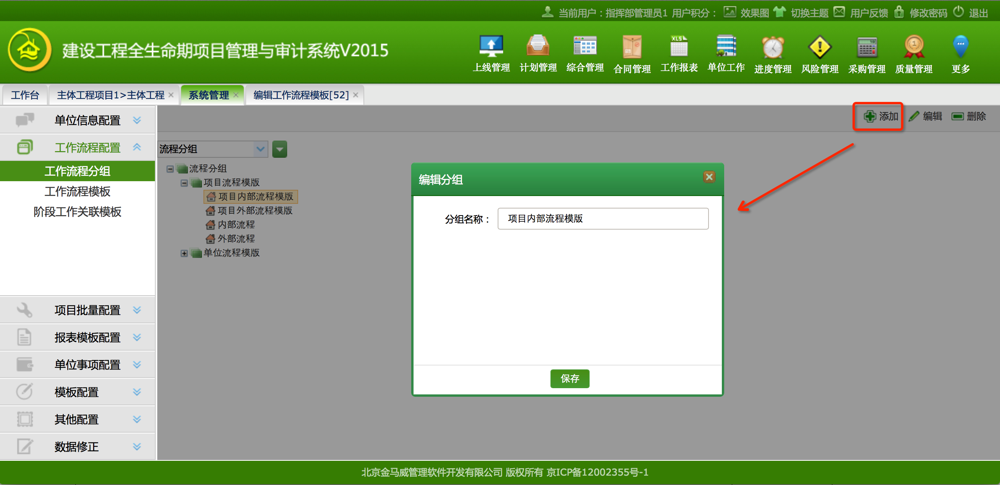 当前用户：指挥部管理员1 用户积分： 效果图 切换主题 用户反馈 修改密码 退出
建设工程全生命期项目管理与审计系统V2015
上线管理 计划管理 综合管理 合同管理 工作报表 单位工作 进度管理 风险管理 采购管理 质量管理 更多
工作台 主体工程项目1>主体工程 系统管理 编辑工作流程模板[52]
添加 编辑 删除
单位信息配置
工作流程配置
工作流程分组
工作流程模板
阶段工作关联模板
项目批量配置
报表模板配置
单位事项配置
模板配置
其他配置
数据修正
流程分组
流程分组
项目流程模版
项目内部流程模版
项目外部流程模版
内部流程
外部流程
单位流程模版
编辑分组
分组名称： 项目内部流程模版
保存
北京金马威管理软件开发有限公司 版权所有 京ICP备12002355号-1